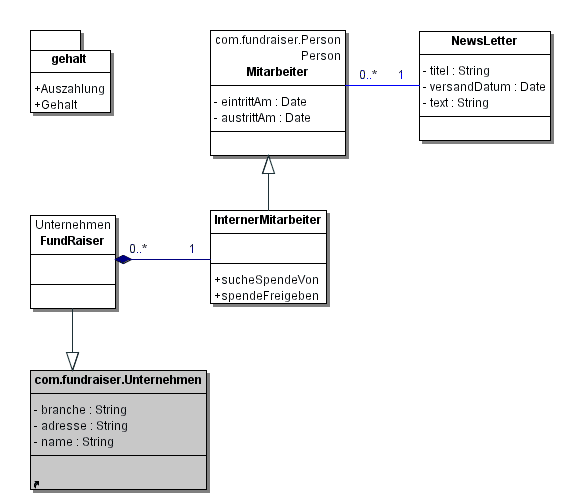 gehalt
+Auszahlung
+Gehalt
com.fundraiser.Person
Person
Mitarbeiter
- eintrittAm : Date
- austrittAm : Date
0..* 1
NewsLetter
- titel : String
- versandDatum : Date
- text : String
Unternehmen
FundRaiser
0..* 1
InternerMitarbeiter
+sucheSpendeVon
+spendeFreigeben
com.fundraiser.Unternehmen
- branche : String
- adresse : String
- name : String